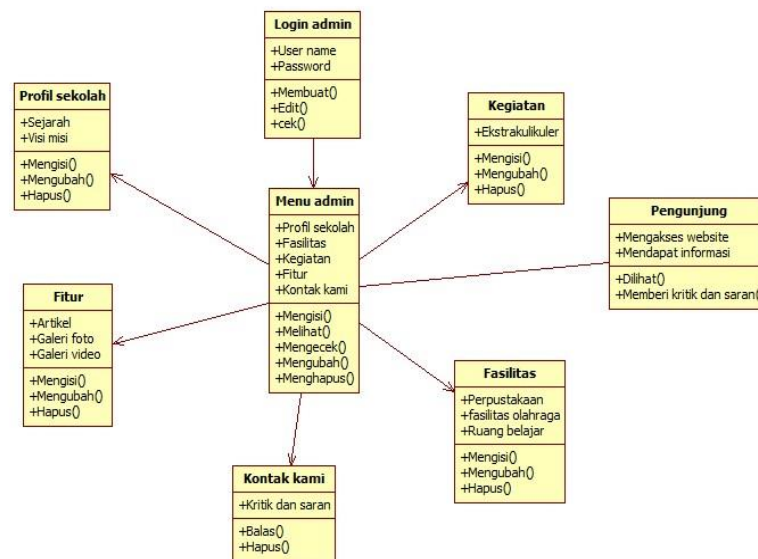 Login admin
+User name
+Password
+Membuat()
+Edit()
+cek()
Profil sekolah
+Sejarah
+Visi misi
+Mengisi()
+Mengubah()
+Hapus()
Kegiatan
+Ekstrakulikuler
+Mengisi()
+Mengubah()
+Hapus()
Menu admin
+Profil sekolah
+Fasilitas
+Kegiatan
+Fitur
+Kontak kami
+Mengisi()
+Melihat()
+Mengecek()
+Mengubah()
+Menghapus()
Pengunjung
+Mengakses website
+Mendapat informasi
+Dilihat()
+Memberi kritik dan saran()
Fitur
+Artikel
+Galeri foto
+Galeri video
+Mengisi()
+Mengubah()
+Hapus()
Fasilitas
+Perpustakaan
+fasilitas olahraga
+Ruang belajar
+Mengisi()
+Mengubah()
+Hapus()
Kontak kami
+Kritik dan saran
+Balas()
+Hapus()